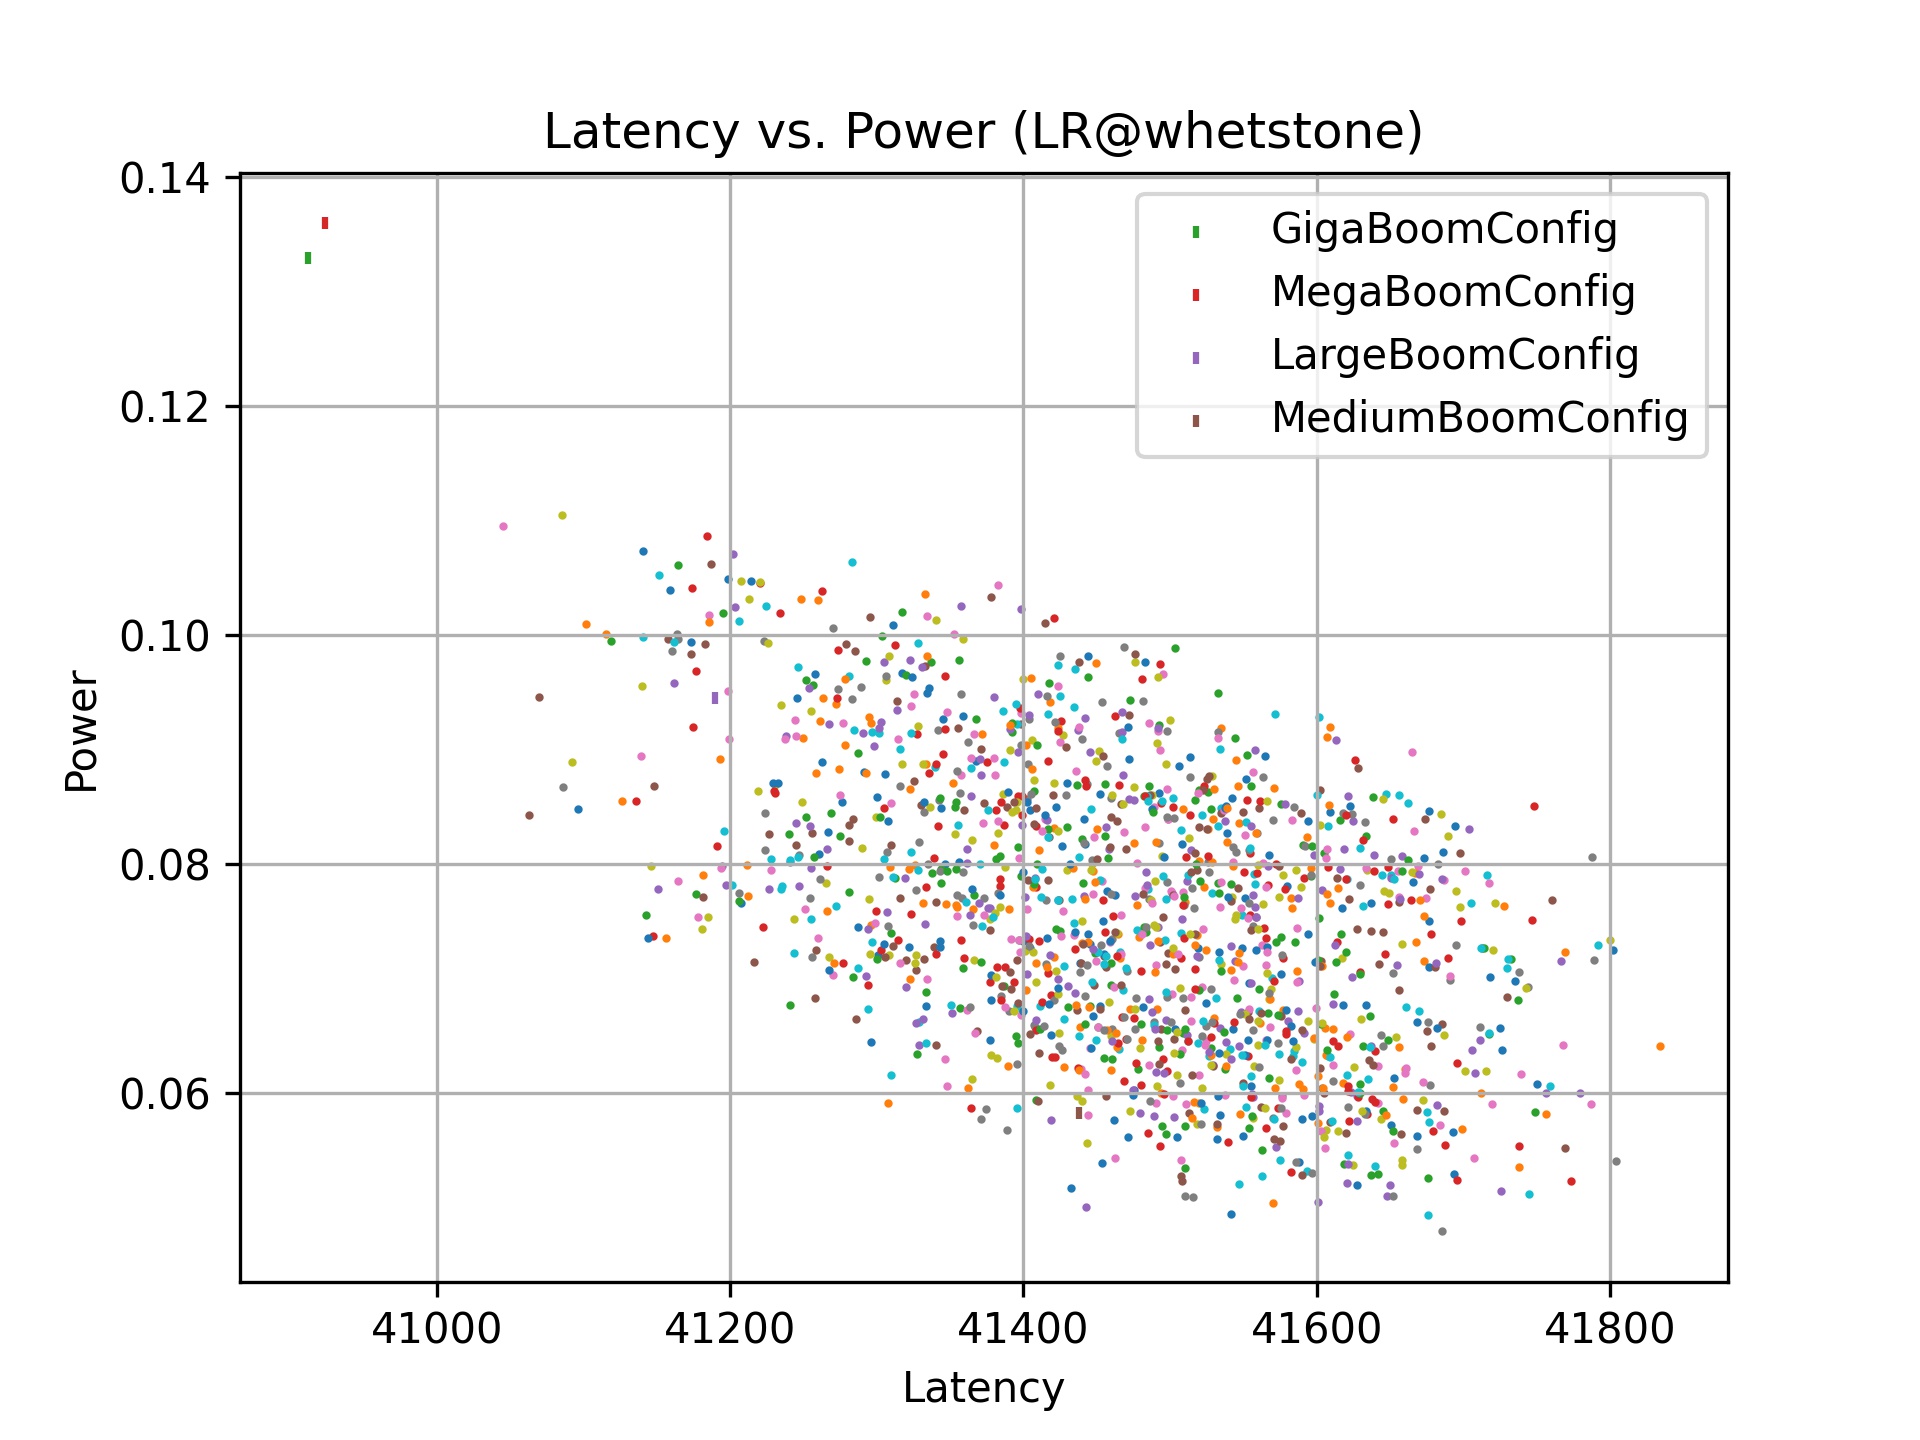 Latency vs. Power (LR@whetstone)
0.14
0.12
0.10
0.08
0.06
Power
GigaBoomConfig
MegaBoomConfig
LargeBoomConfig
MediumBoomConfig
41000 41200 41400 41600 41800
Latency